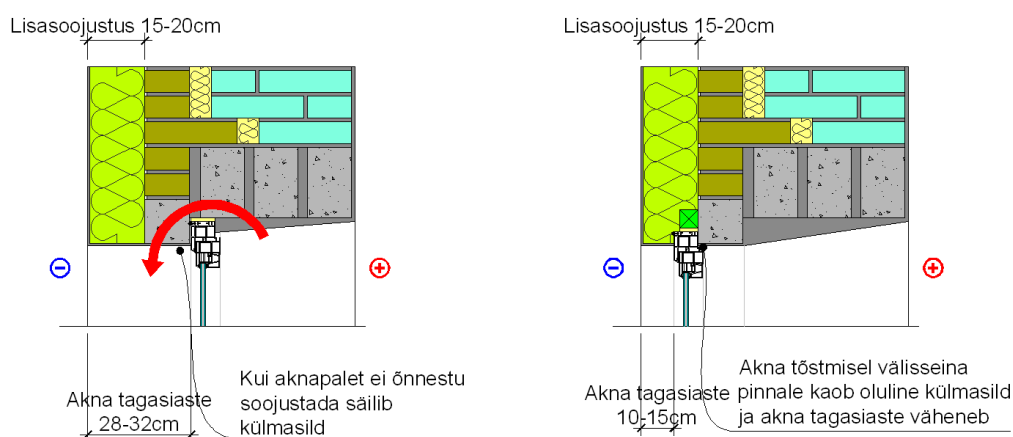 Lisasoojustus 15-20cm
Akna tagasiaste
28-32cm
Kui aknapalet ei õnnestu
soojustada säilib
külmasild
Lisasoojustus 15-20cm
Akna tagasiaste
10-15cm
Akna tõstmisel välisseina
pinnale kaob oluline külmasild
ja akna tagasiaste väheneb